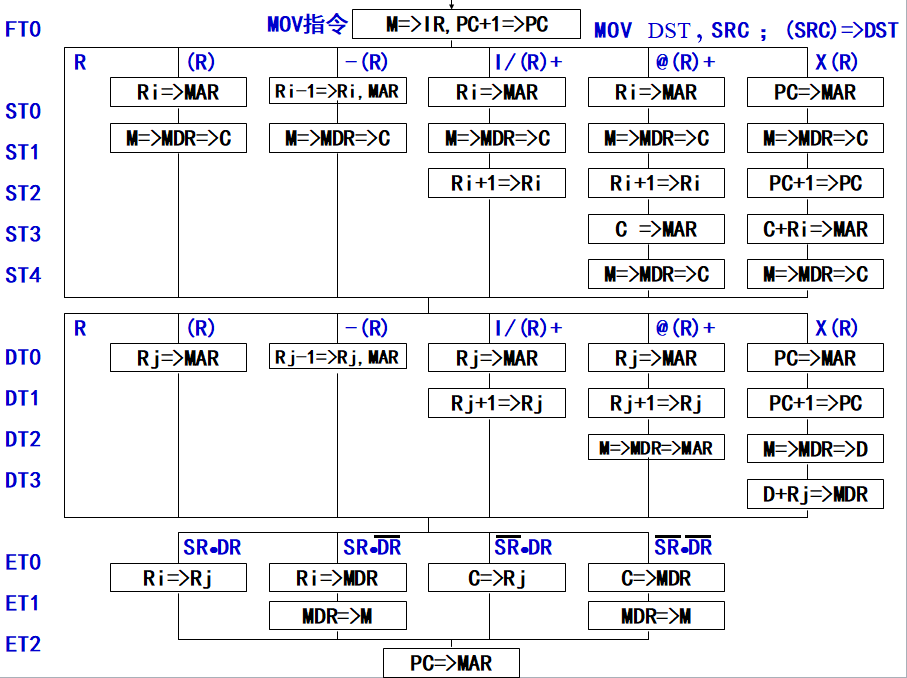 FT0 MOV指令 M=>IR,PC+1=>PC MOV DST,SRC ;(SRC)=>DST
R (R) -(R) I/(R)+ @(R)+ X(R)
ST0 Ri=>MAR Ri-1=>Ri,MAR Ri=>MAR Ri=>MAR PC=>MAR
ST1 M=>MDR=>C M=>MDR=>C M=>MDR=>C M=>MDR=>C M=>MDR=>C
ST2 Ri+1=>Ri Ri+1=>Ri PC+1=>PC
ST3 C =>MAR C+Ri=>MAR
ST4 M=>MDR=>C M=>MDR=>C
R (R) -(R) I/(R)+ @(R)+ X(R)
DT0 Rj=>MAR Rj-1=>Rj,MAR Rj=>MAR Rj=>MAR PC=>MAR
DT1 Rj+1=>Rj Rj+1=>Rj PC+1=>PC
DT2 M=>MDR=>MAR M=>MDR=>D
DT3 D+Rj=>MDR
SR•DR SR•D̅R̅ S̅R̅•DR S̅R̅•D̅R̅
ET0 Ri=>Rj Ri=>MDR C=>Rj C=>MDR
ET1 MDR=>M MDR=>M
ET2 PC=>MAR